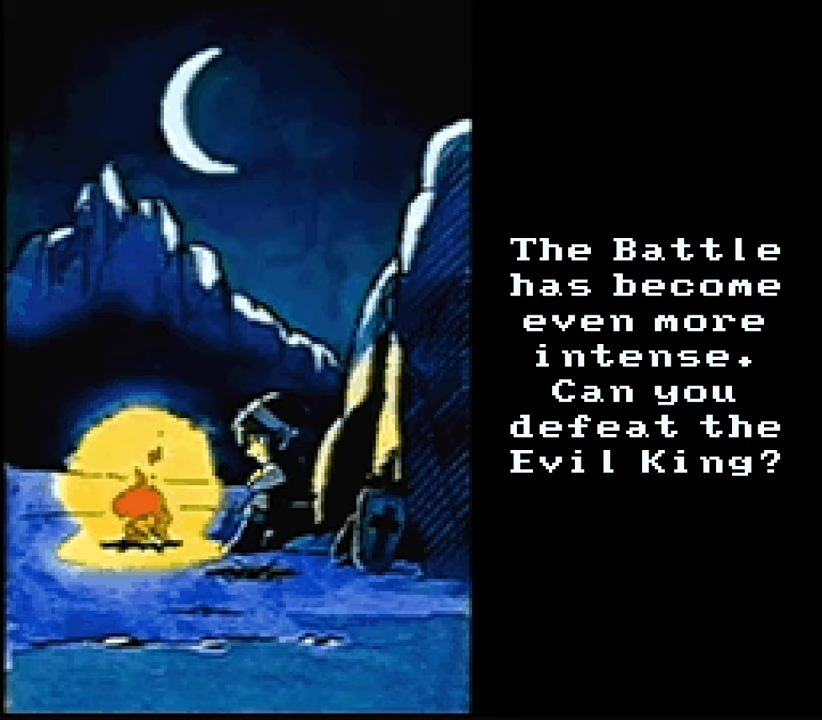 The Battle
has become
even more
intense.
Can you
defeat the
Evil King?